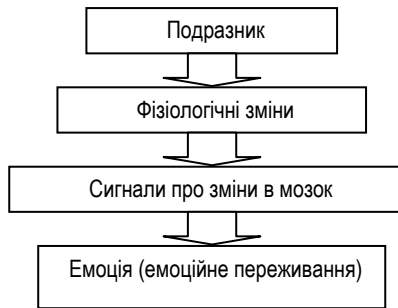 Подразник
Фізіологічні зміни
Сигнали про зміни в мозок
Емоція (емоційне переживання)